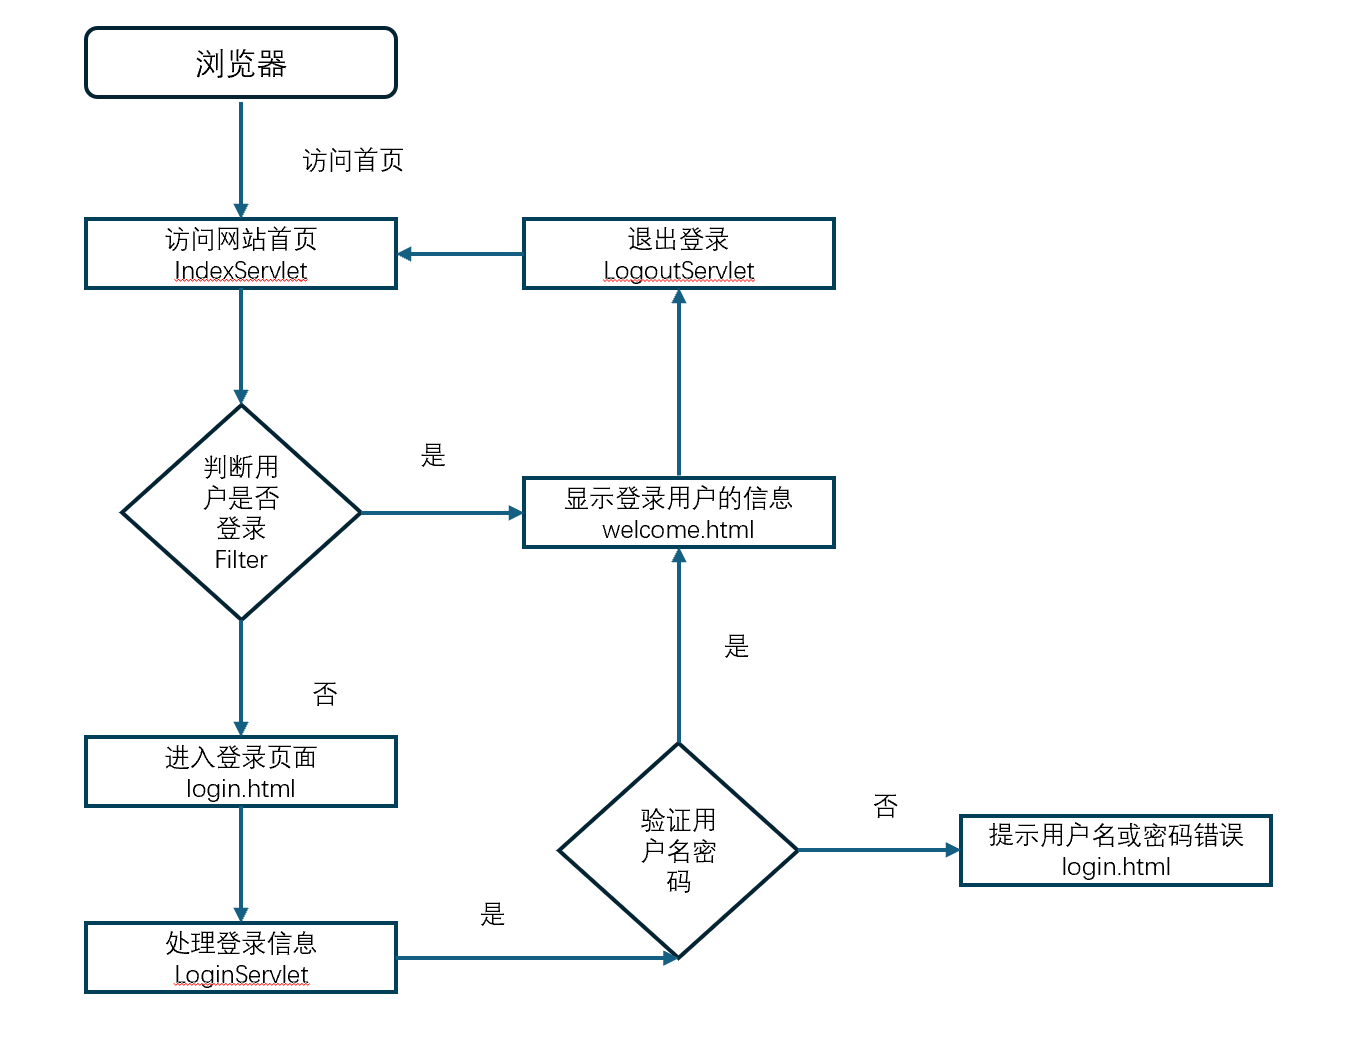 浏览器
访问首页
访问网站首页
IndexServlet
退出登录
LogoutServlet
判断用
户是否
登录
Filter
是
显示登录用户的信息
welcome.html
是
否
进入登录页面
login.html
验证用
户名密
码
否
提示用户名或密码错误
login.html
处理登录信息
LoginServlet
是